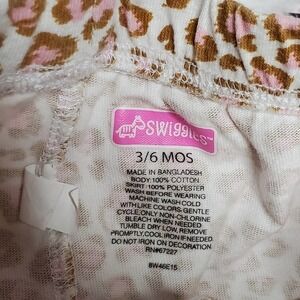 SWIGGLES™
3/6 MOS
MADE IN BANGLADESH
BODY:100% COTTON
SKIRT:100% POLYESTER
WASH BEFORE WEARING
MACHINE WASH COLD
WITH LIKE COLORS, GENTLE
CYCLE, ONLY NON-CHLORINE
BLEACH WHEN NEEDED
TUMBLE DRY LOW, REMOVE
PROMPTLY, COOL IRON IF NEEDED.
DO NOT IRON ON DECORATION
RN#67227
8W46E15